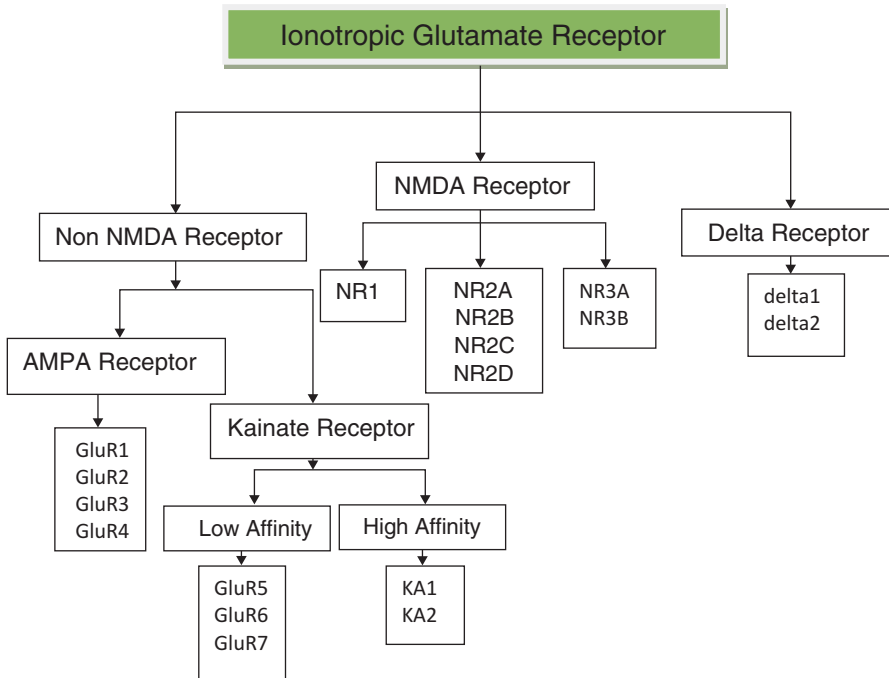 Ionotropic Glutamate Receptor
NMDA Receptor
Non NMDA Receptor
Delta Receptor
NR1
NR2A
NR2B
NR2C
NR2D
NR3A
NR3B
delta1
delta2
AMPA Receptor
Kainate Receptor
GluR1
GluR2
GluR3
GluR4
Low Affinity
High Affinity
GluR5
GluR6
GluR7
KA1
KA2